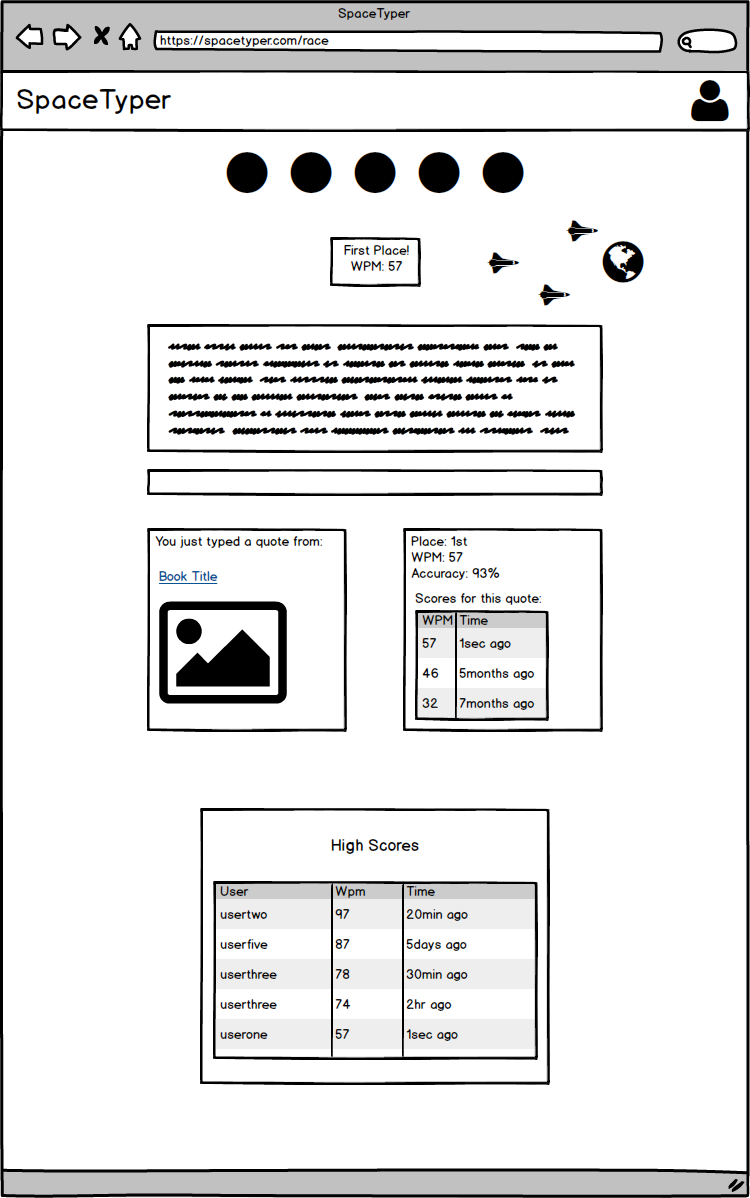 SpaceTyper
https://spacetyper.com/race
SpaceTyper
First Place!
WPM: 57
You just typed a quote from:
Book Title
Place: 1st
WPM: 57
Accuracy: 93%
Scores for this quote:
WPM Time
57 1sec ago
46 5months ago
32 7months ago
High Scores
User Wpm Time
usertwo 97 20min ago
userfive 87 5days ago
userthree 78 30min ago
userthree 74 2hr ago
userone 57 1sec ago